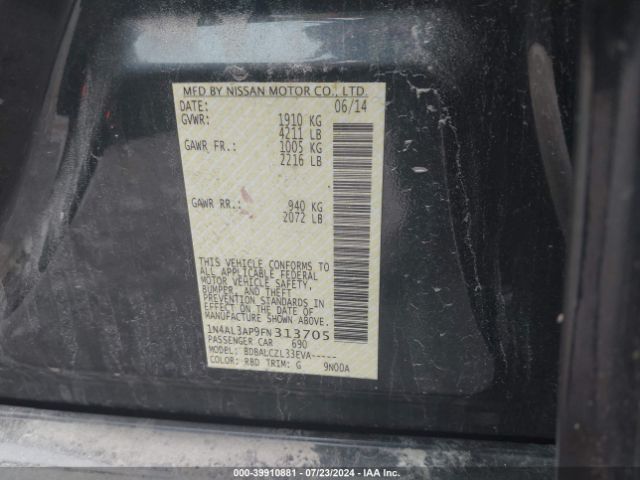 MFD BY NISSAN MOTOR CO., LTD.
DATE: 06/14
GVWR: 1910 KG
4211 LB
GAWR FR.: 1005 KG
2216 LB
GAWR RR.: 940 KG
2072 LB
THIS VEHICLE CONFORMS TO
ALL APPLICABLE FEDERAL
MOTOR VEHICLE SAFETY,
BUMPER, AND THEFT
PREVENTION STANDARDS IN
EFFECT ON THE DATE OF
MANUFACTURE SHOWN ABOVE.
1N4AL3AP9FN313705
PASSENGER CAR 690
MODEL: BDBALCZL33EVA-----
COLOR: RBD TRIM: G 9N00A
000-39910881 / 07/23/2024 - IAA Inc.